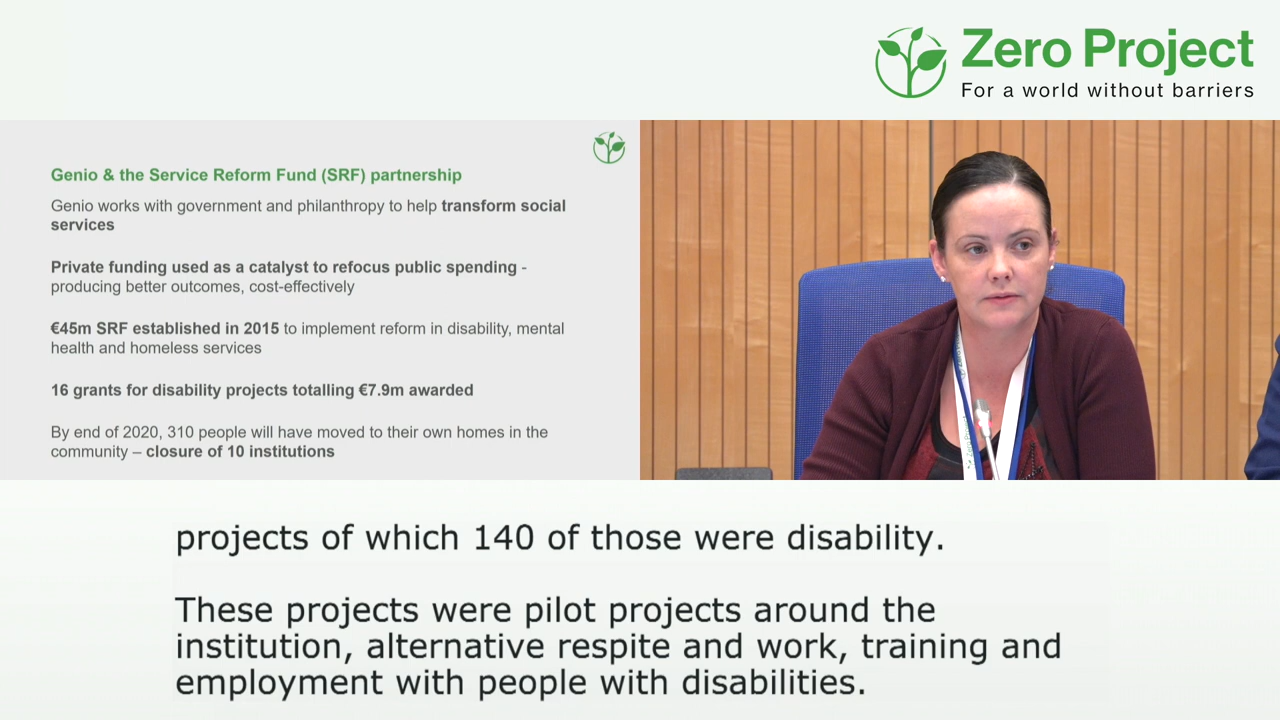 Zero Project
For a world without barriers
Genio & the Service Reform Fund (SRF) partnership
Genio works with government and philanthropy to help transform social
services
Private funding used as a catalyst to refocus public spending -
producing better outcomes, cost-effectively
€45m SRF established in 2015 to implement reform in disability, mental
health and homeless services
16 grants for disability projects totalling €7.9m awarded
By end of 2020, 310 people will have moved to their own homes in the
community – closure of 10 institutions
projects of which 140 of those were disability.
These projects were pilot projects around the
institution, alternative respite and work, training and
employment with people with disabilities.